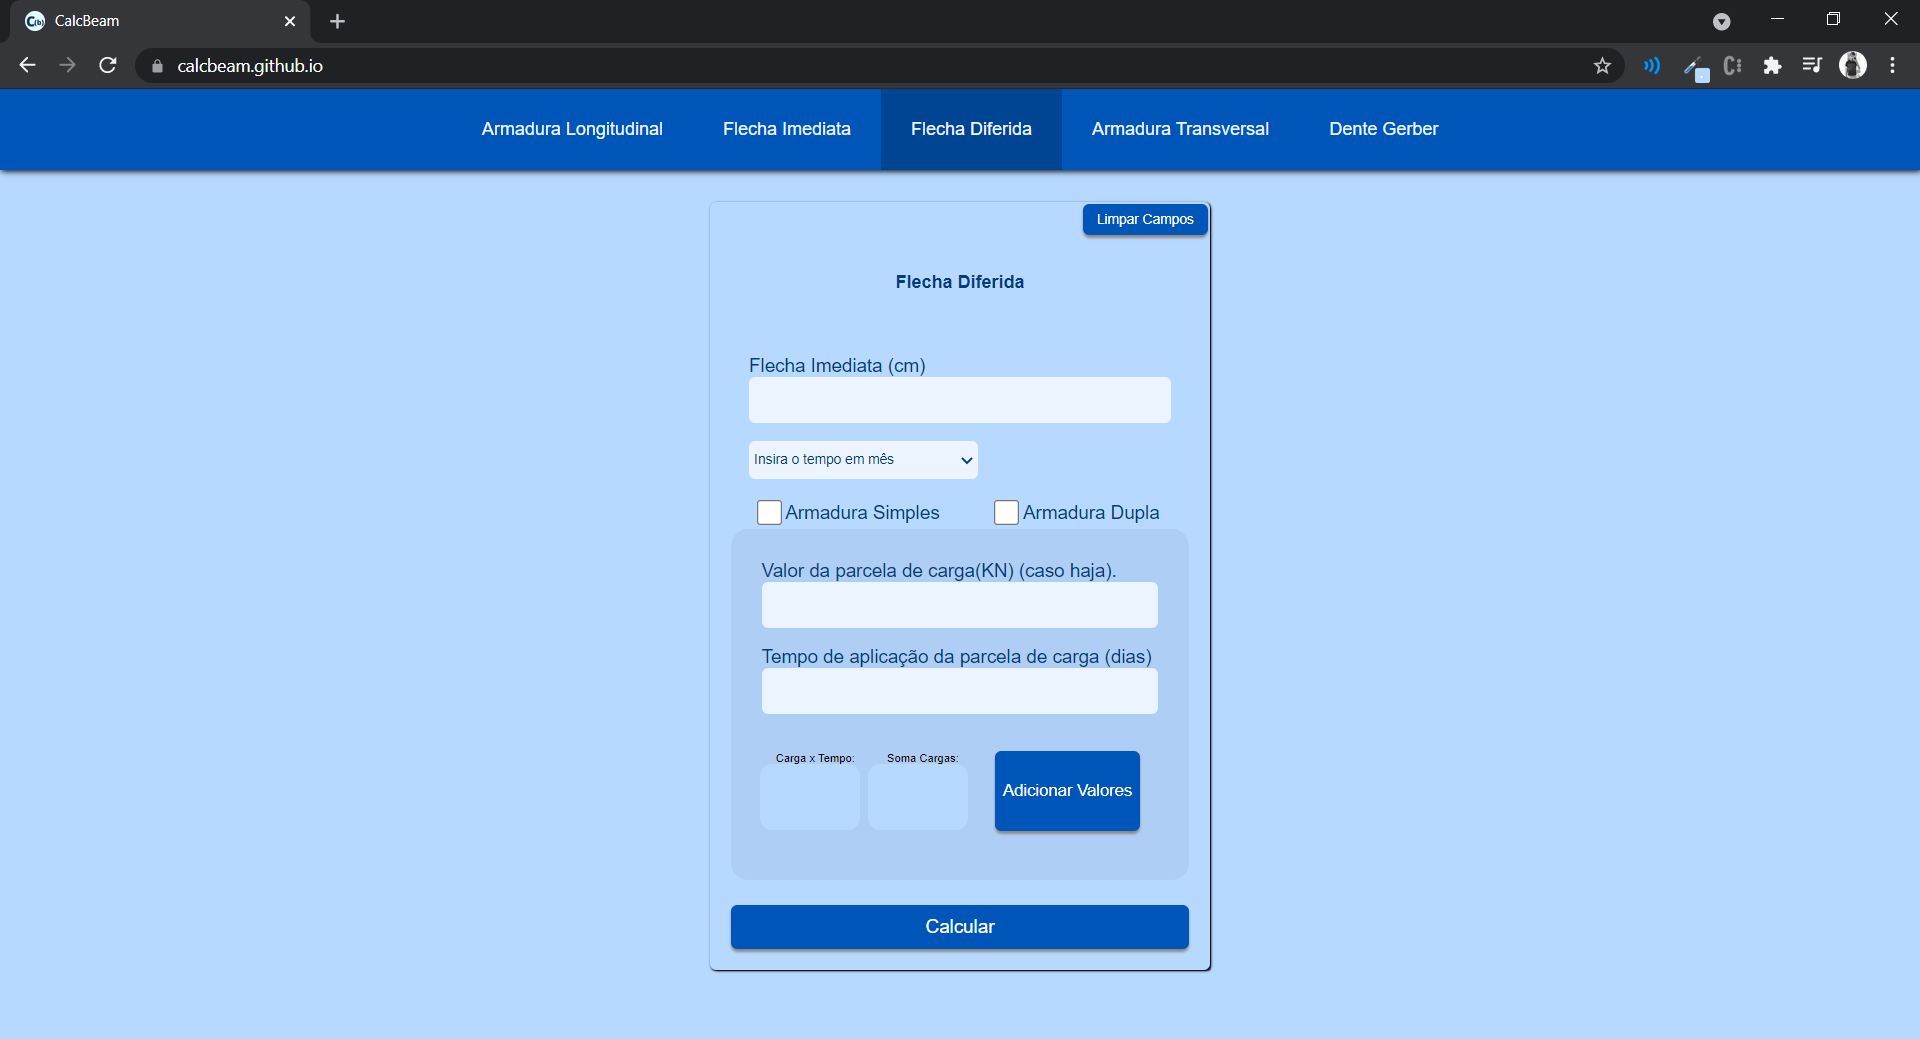 CalcBeam
calcbeam.github.io
Armadura Longitudinal
Flecha Imediata
Flecha Diferida
Armadura Transversal
Dente Gerber
Limpar Campos
Flecha Diferida
Flecha Imediata (cm)
Insira o tempo em mês
Armadura Simples
Armadura Dupla
Valor da parcela de carga(KN) (caso haja).
Tempo de aplicação da parcela de carga (dias)
Carga x Tempo:
Soma Cargas:
Adicionar Valores
Calcular